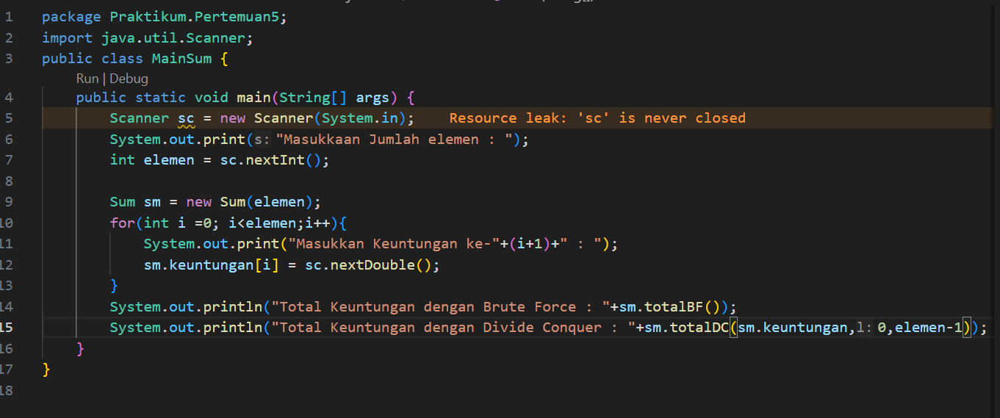 1 package Praktikum.Pertemuan5;
2 import java.util.Scanner;
3 public class MainSum {
Run | Debug
4 public static void main(String[] args) {
5 Scanner sc = new Scanner(System.in); Resource leak: 'sc' is never closed
6 System.out.print(s: "Masukkaan Jumlah elemen : ");
7 int elemen = sc.nextInt();
8
9 Sum sm = new Sum(elemen);
10 for(int i =0; i<elemen;i++){
11 System.out.print("Masukkan Keuntungan ke-"+(i+1)+" : ");
12 sm.keuntungan[i] = sc.nextDouble();
13 }
14 System.out.println("Total Keuntungan dengan Brute Force : "+sm.totalBF());
15 System.out.println("Total Keuntungan dengan Divide Conquer : "+sm.totalDC(sm.keuntungan,l: 0,elemen-1));
16 }
17 }
18